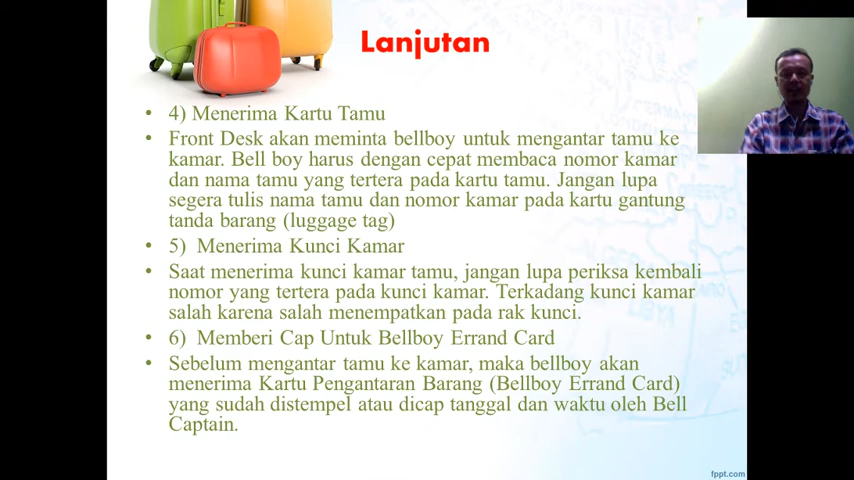 Lanjutan
• 4) Menerima Kartu Tamu
• Front Desk akan meminta bellboy untuk mengantar tamu ke
kamar. Bell boy harus dengan cepat membaca nomor kamar
dan nama tamu yang tertera pada kartu tamu. Jangan lupa
segera tulis nama tamu dan nomor kamar pada kartu gantung
tanda barang (luggage tag)
• 5) Menerima Kunci Kamar
• Saat menerima kunci kamar tamu, jangan lupa periksa kembali
nomor yang tertera pada kunci kamar. Terkadang kunci kamar
salah karena salah menempatkan pada rak kunci.
• 6) Memberi Cap Untuk Bellboy Errand Card
• Sebelum mengantar tamu ke kamar, maka bellboy akan
menerima Kartu Pengantaran Barang (Bellboy Errand Card)
yang sudah distempel atau dicap tanggal dan waktu oleh Bell
Captain.
fppt.com